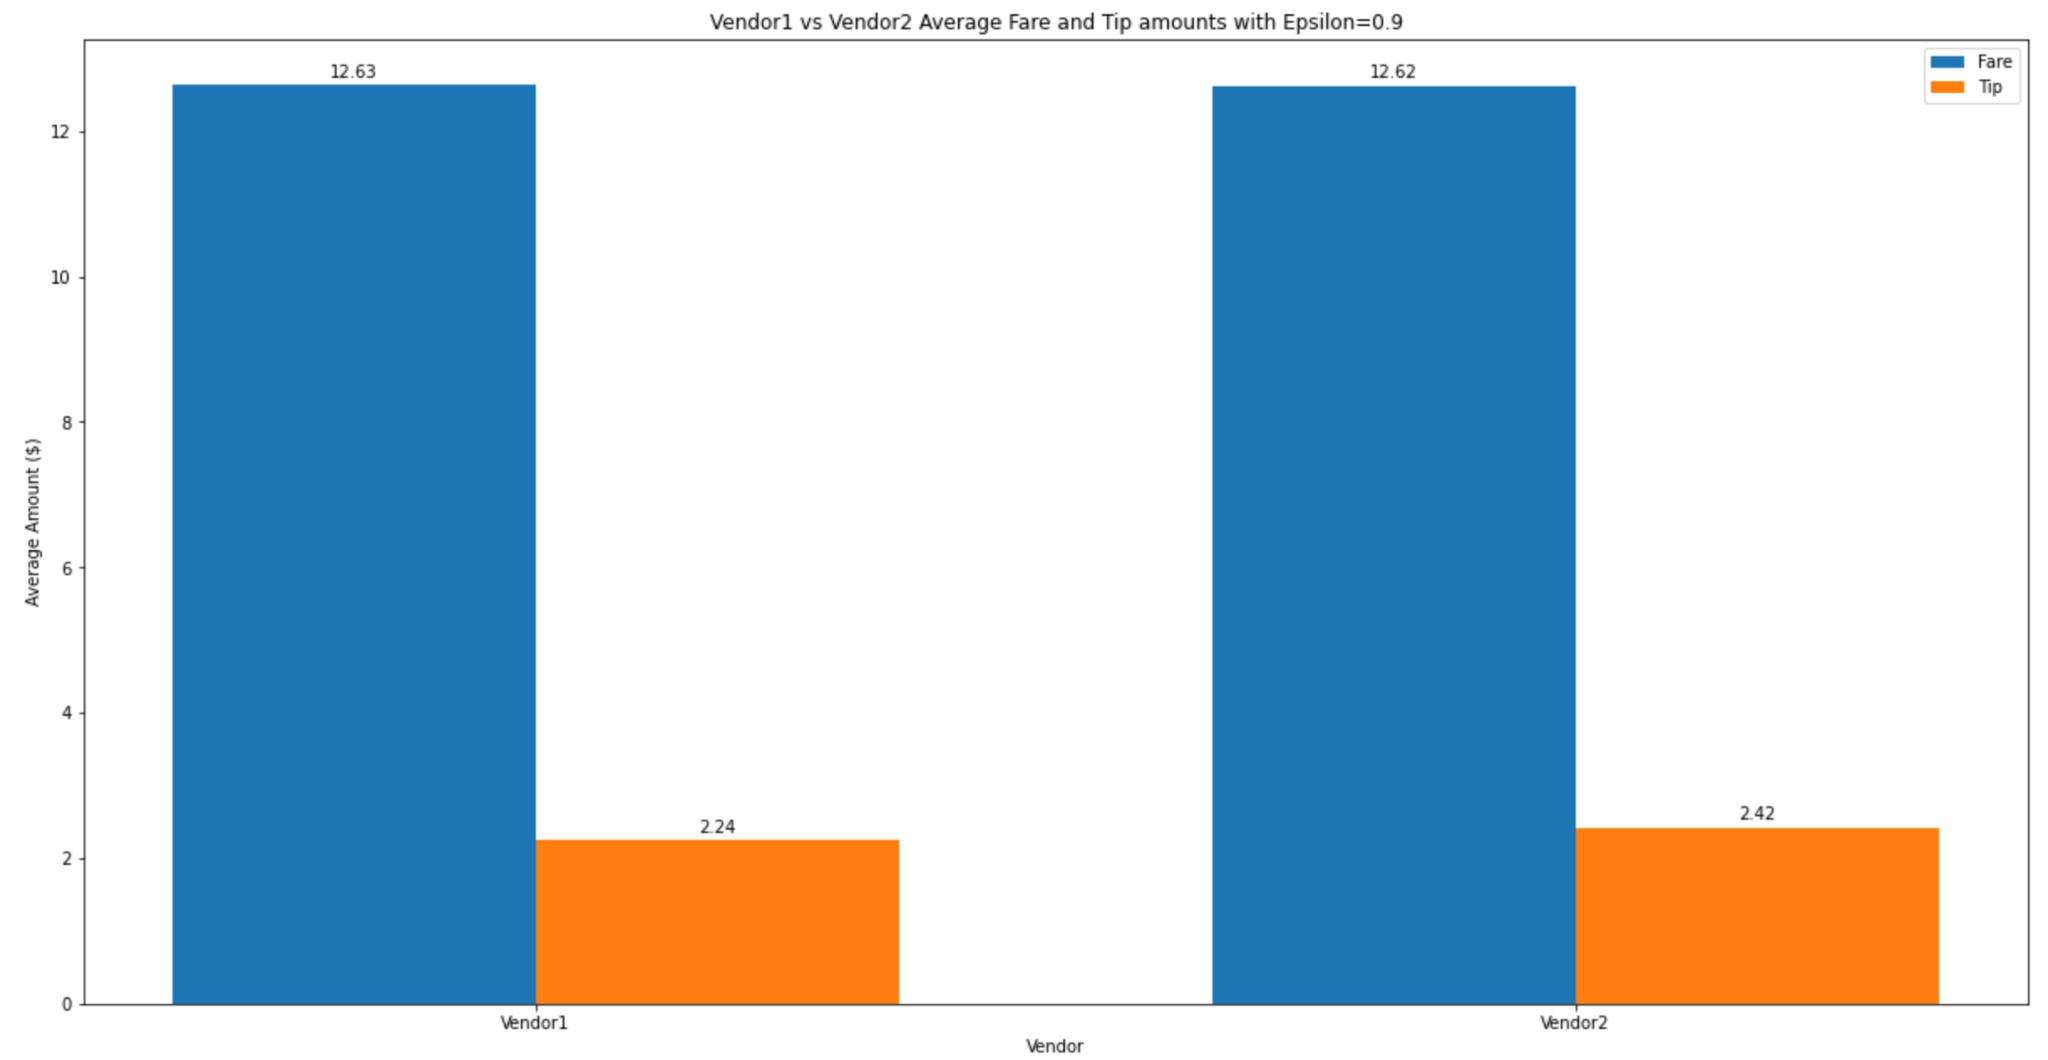 Vendor1 vs Vendor2 Average Fare and Tip amounts with Epsilon=0.9
Fare
Tip
12.63
12.62
2.24
2.42
12
10
8
6
4
2
0
Average Amount ($)
Vendor1
Vendor2
Vendor